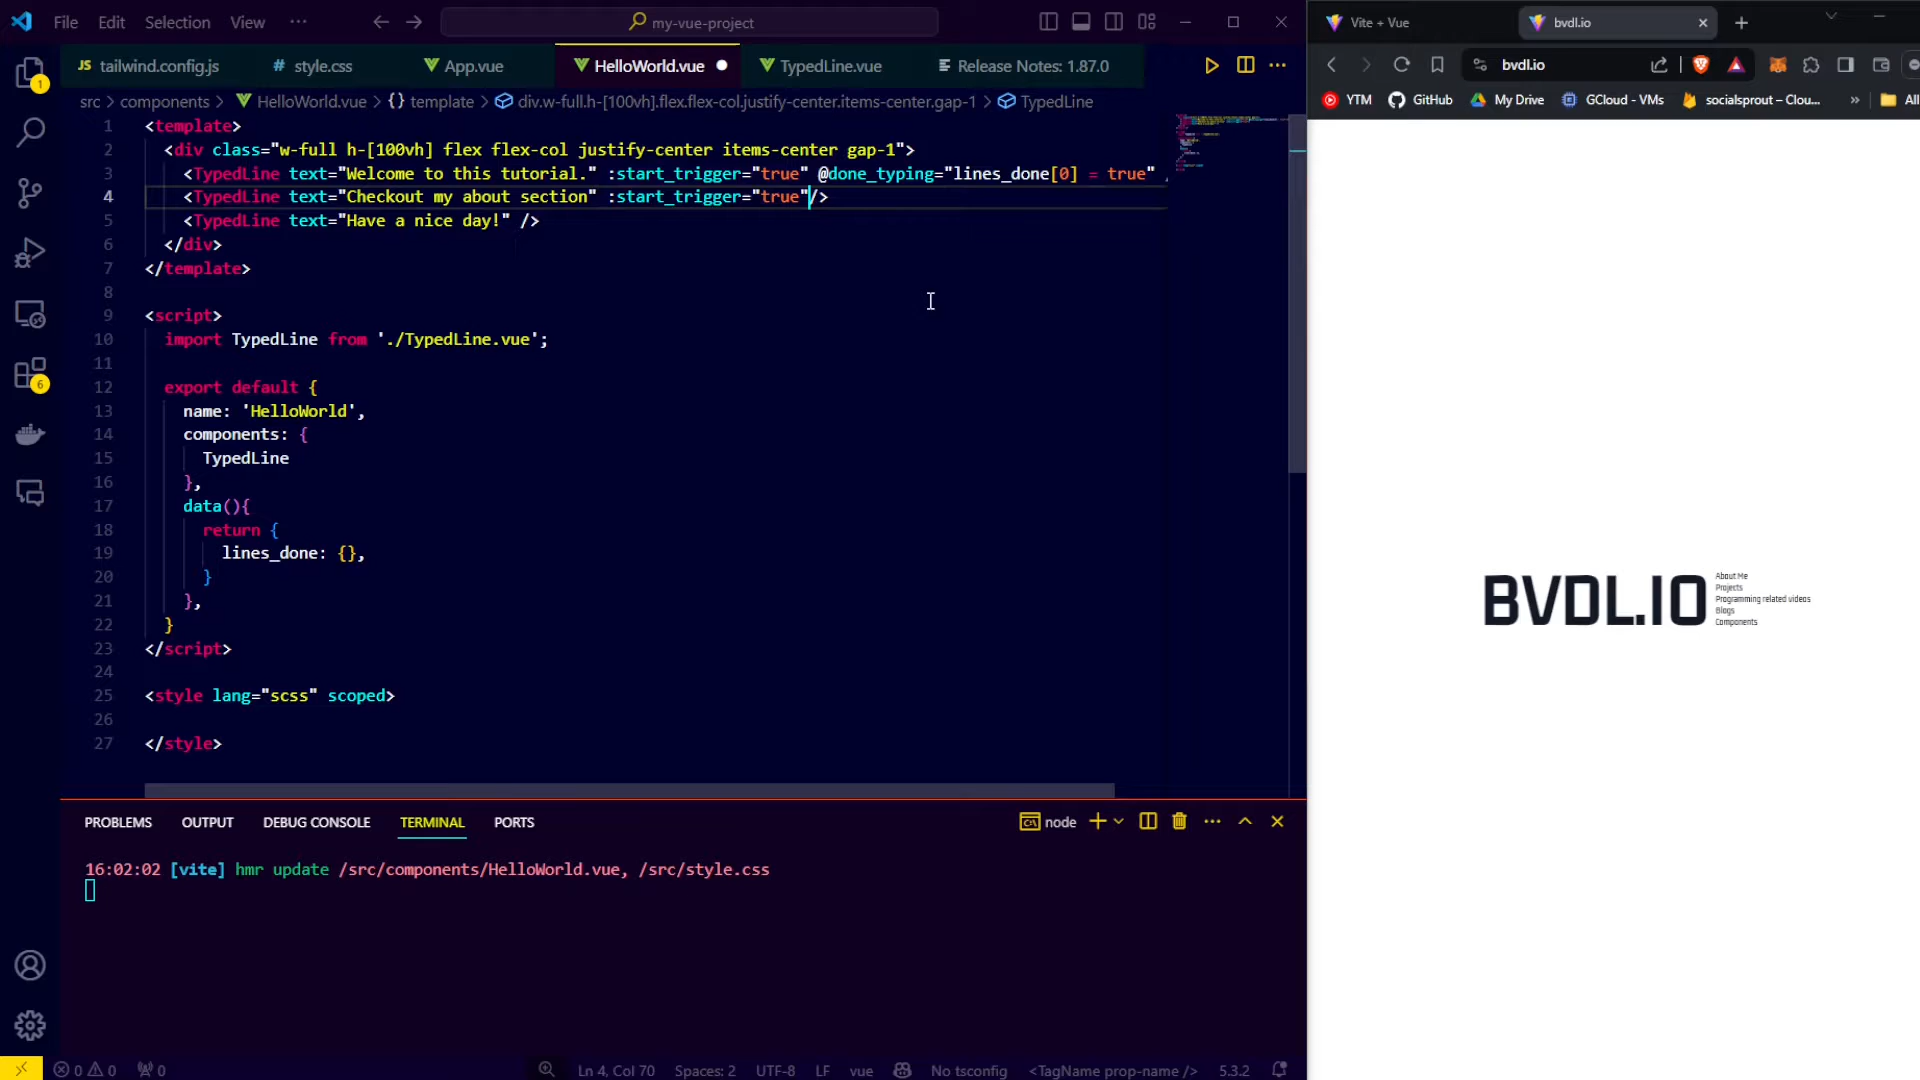 File Edit Selection View ···
my-vue-project
tailwind.config.js
style.css
App.vue
HelloWorld.vue
TypedLine.vue
Release Notes: 1.87.0
src > components > HelloWorld.vue > {} template > div.w-full.h-[100vh].flex.flex-col.justify-center.items-center.gap-1 > TypedLine
1 <template>
2 <div class="w-full h-[100vh] flex flex-col justify-center items-center gap-1">
3 <TypedLine text="Welcome to this tutorial." :start_trigger="true" @done_typing="lines_done[0] = true"
4 <TypedLine text="Checkout my about section" :start_trigger="true"/>
5 <TypedLine text="Have a nice day!" />
6 </div>
7 </template>
8
9 <script>
10 import TypedLine from './TypedLine.vue';
11
12 export default {
13 name: 'HelloWorld',
14 components: {
15 TypedLine
16 },
17 data(){
18 return {
19 lines_done: {},
20 }
21 },
22 }
23 </script>
24
25 <style lang="scss" scoped>
26
27 </style>
PROBLEMS OUTPUT DEBUG CONSOLE TERMINAL PORTS
node
16:02:02 [vite] hmr update /src/components/HelloWorld.vue, /src/style.css
1
6
0 0 0
Ln 4, Col 70 Spaces: 2 UTF-8 LF vue No tsconfig <TagName prop-name /> 5.3.2
Vite + Vue
bvdl.io
bvdl.io
YTM GitHub My Drive GCloud - VMs socialsprout – Clou... » All
BVDL.IO
About Me
Projects
Programming related videos
Blogs
Components